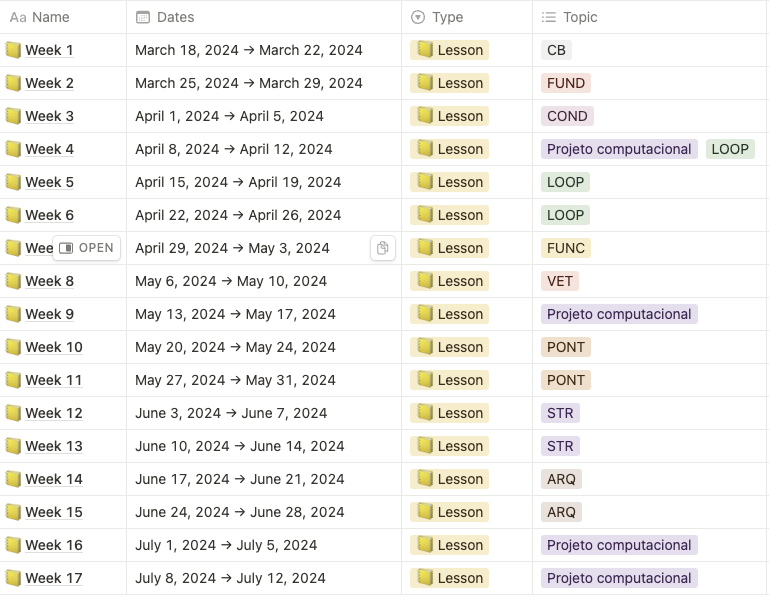 Aa Name Dates Type Topic
Week 1 March 18, 2024 → March 22, 2024 Lesson CB
Week 2 March 25, 2024 → March 29, 2024 Lesson FUND
Week 3 April 1, 2024 → April 5, 2024 Lesson COND
Week 4 April 8, 2024 → April 12, 2024 Lesson Projeto computacional LOOP
Week 5 April 15, 2024 → April 19, 2024 Lesson LOOP
Week 6 April 22, 2024 → April 26, 2024 Lesson LOOP
Wee OPEN April 29, 2024 → May 3, 2024 Lesson FUNC
Week 8 May 6, 2024 → May 10, 2024 Lesson VET
Week 9 May 13, 2024 → May 17, 2024 Lesson Projeto computacional
Week 10 May 20, 2024 → May 24, 2024 Lesson PONT
Week 11 May 27, 2024 → May 31, 2024 Lesson PONT
Week 12 June 3, 2024 → June 7, 2024 Lesson STR
Week 13 June 10, 2024 → June 14, 2024 Lesson STR
Week 14 June 17, 2024 → June 21, 2024 Lesson ARQ
Week 15 June 24, 2024 → June 28, 2024 Lesson ARQ
Week 16 July 1, 2024 → July 5, 2024 Lesson Projeto computacional
Week 17 July 8, 2024 → July 12, 2024 Lesson Projeto computacional